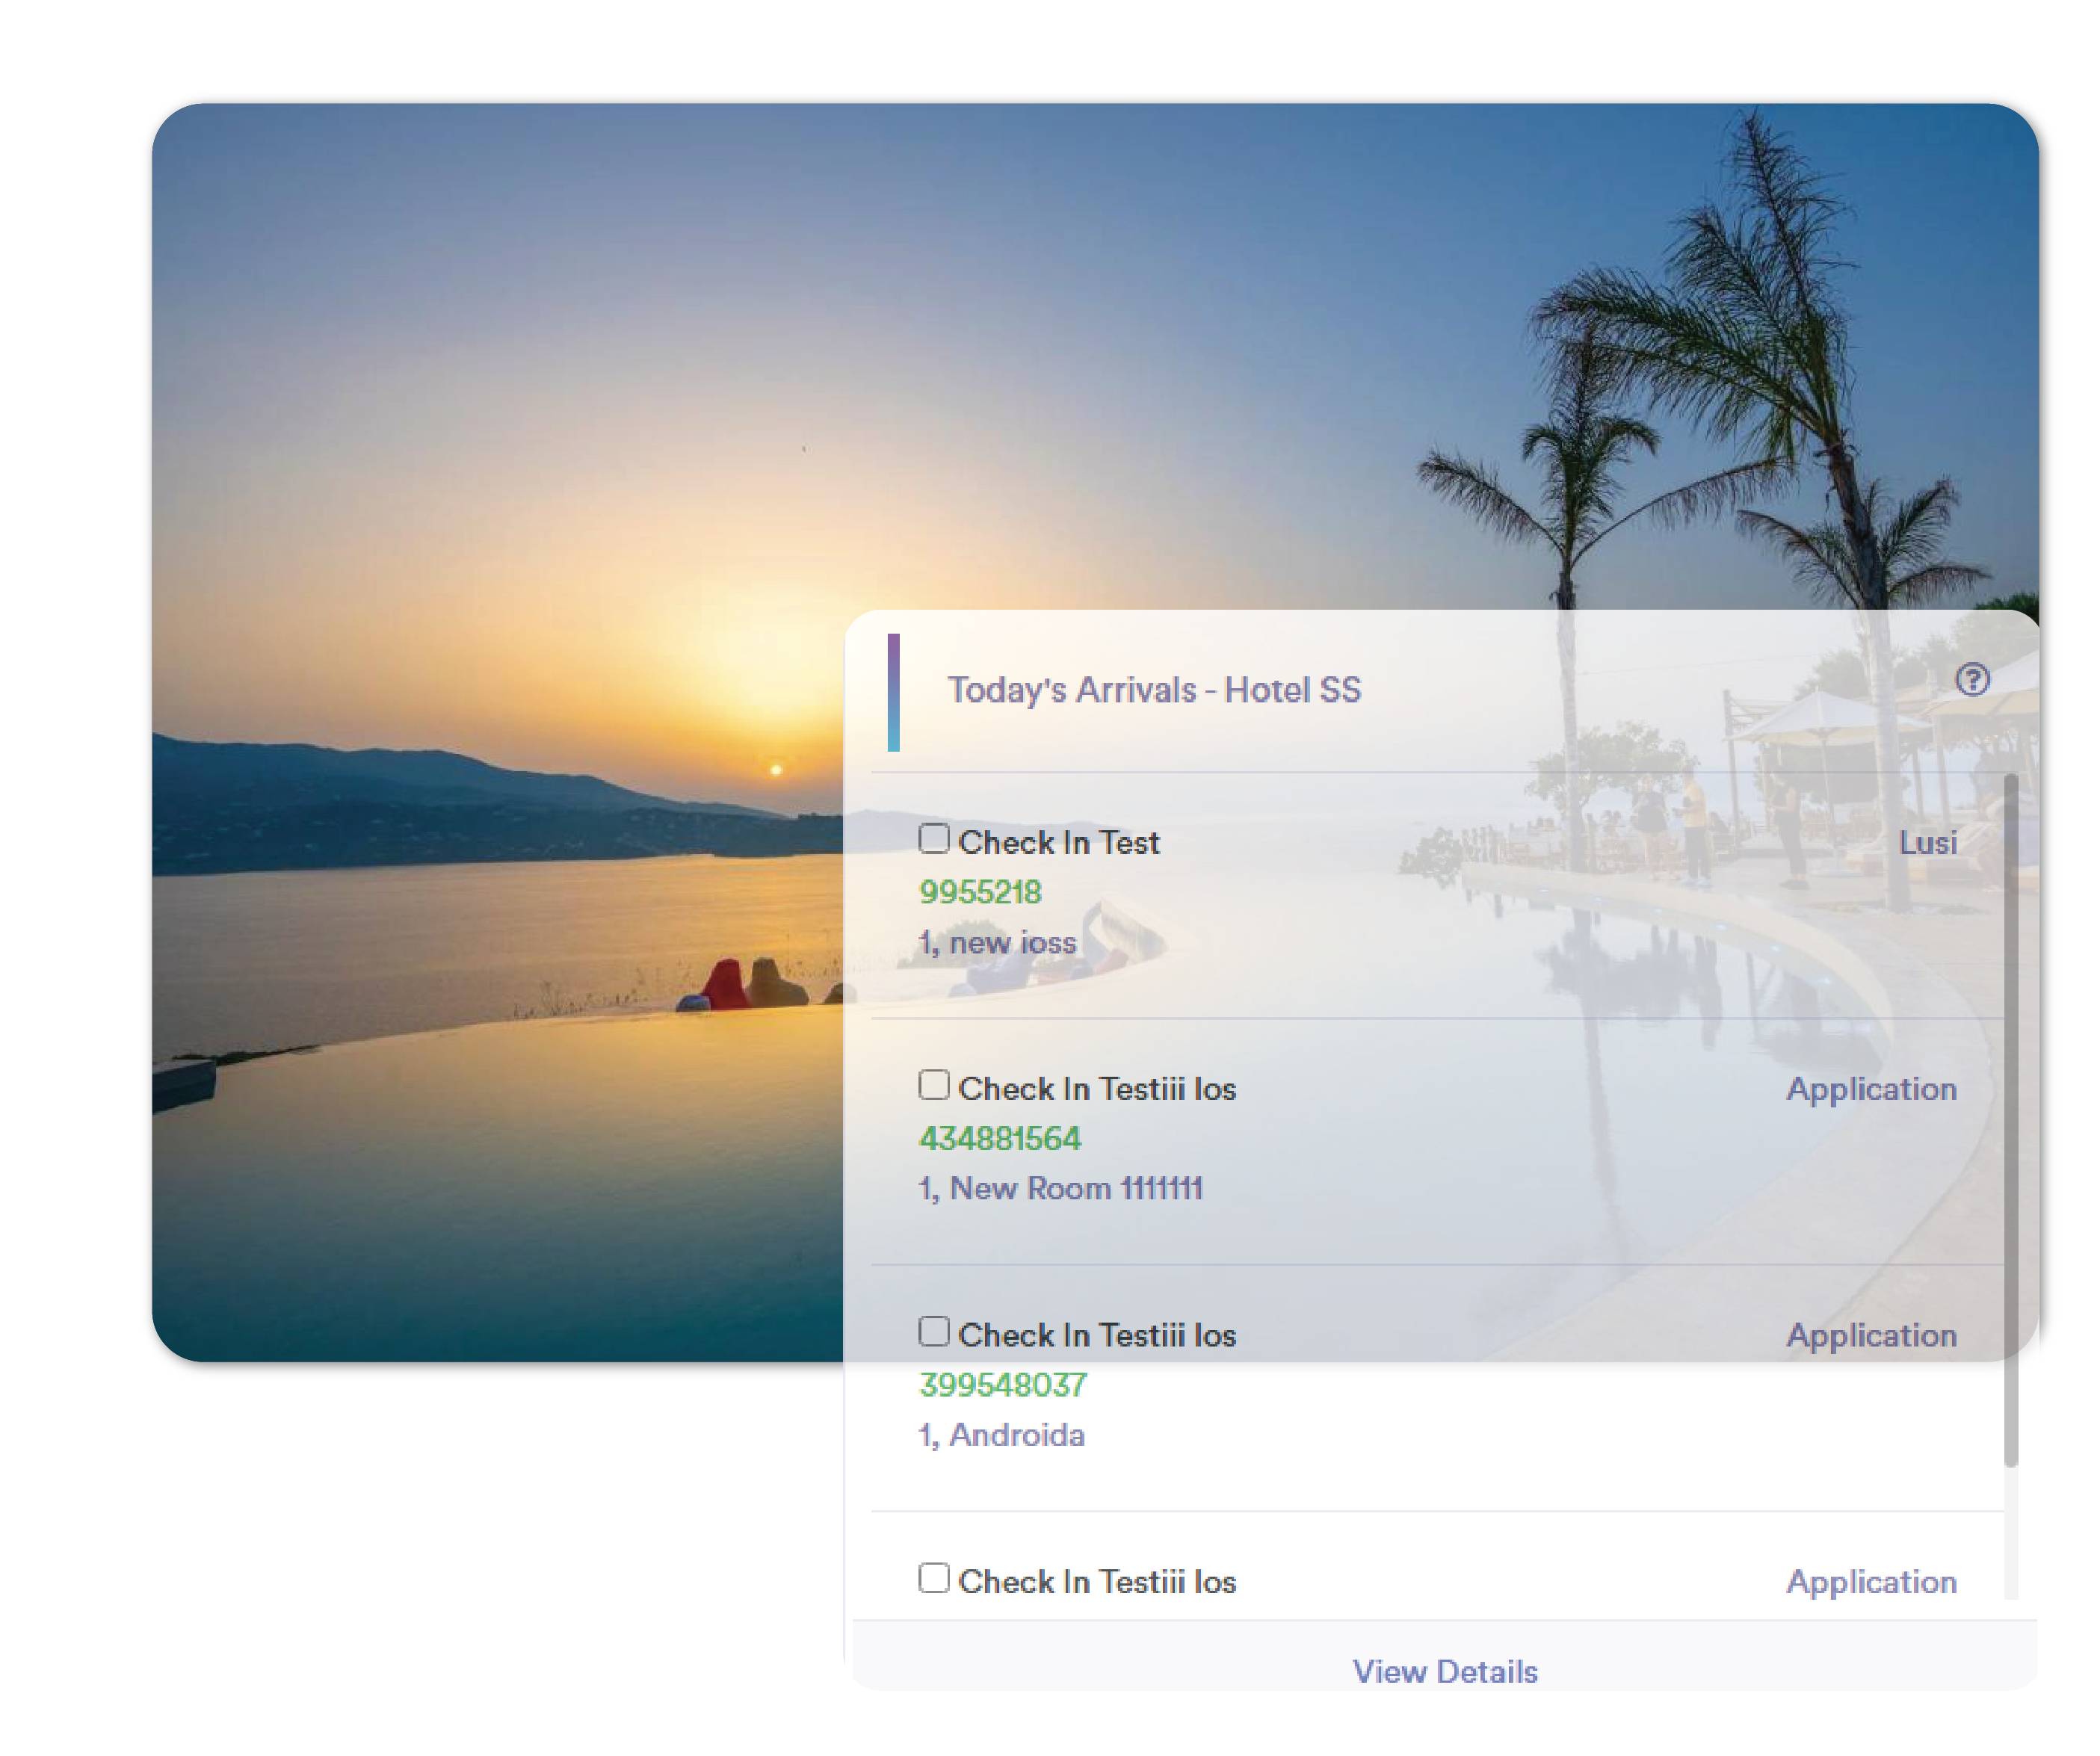 Today's Arrivals - Hotel SS
Check In Test Lusi
9955218
1, new ioss
Check In Testiii Ios Application
434881564
1, New Room 1111111
Check In Testiii Ios Application
399548037
1, Androida
Check In Testiii Ios Application
View Details